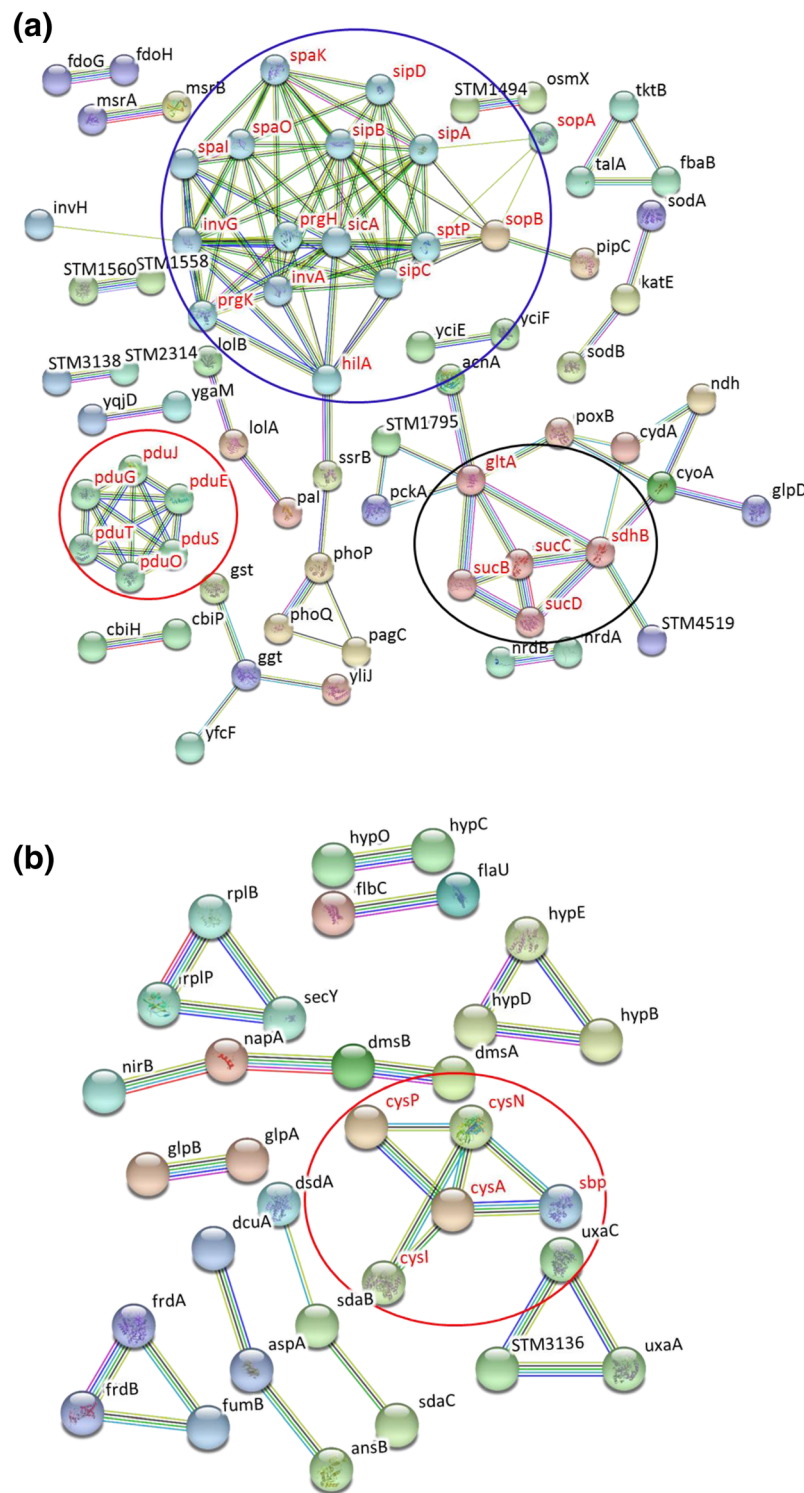 (a)
fdoG
fdoH
msrA
msrB
spaK
sipD
STM1494
osmX
sopA
tktB
talA
fbaB
spaO
sipB
sipA
spaI
invH
invG
prgH
sicA
sptP
sopB
sodA
pipC
katE
sodB
STM1560
STM1558
prgK
invA
sipC
yciE
yciF
STM3138
STM2314
lolB
hilA
acnA
yqjD
ygaM
lolA
pal
ssrB
STM1795
poxB
cydA
ndh
gltA
pckA
cyoA
glpD
pduJ
pduG
pduE
pduT
pduS
pduO
sucC
sdhB
sucB
sucD
phoP
phoQ
pagC
gst
cbiH
cbiP
ggt
yliJ
yfcF
nrdB
nrdA
STM4519
(b)
hypO
hypC
flbC
flaU
rplB
rplP
secY
hypE
hypD
hypB
nirB
napA
dmsB
dmsA
cysP
cysN
cysA
sbp
cysI
glpB
glpA
dsdA
dcuA
sdaB
uxaC
STM3136
uxaA
frdA
frdB
fumB
aspA
sdaC
ansB